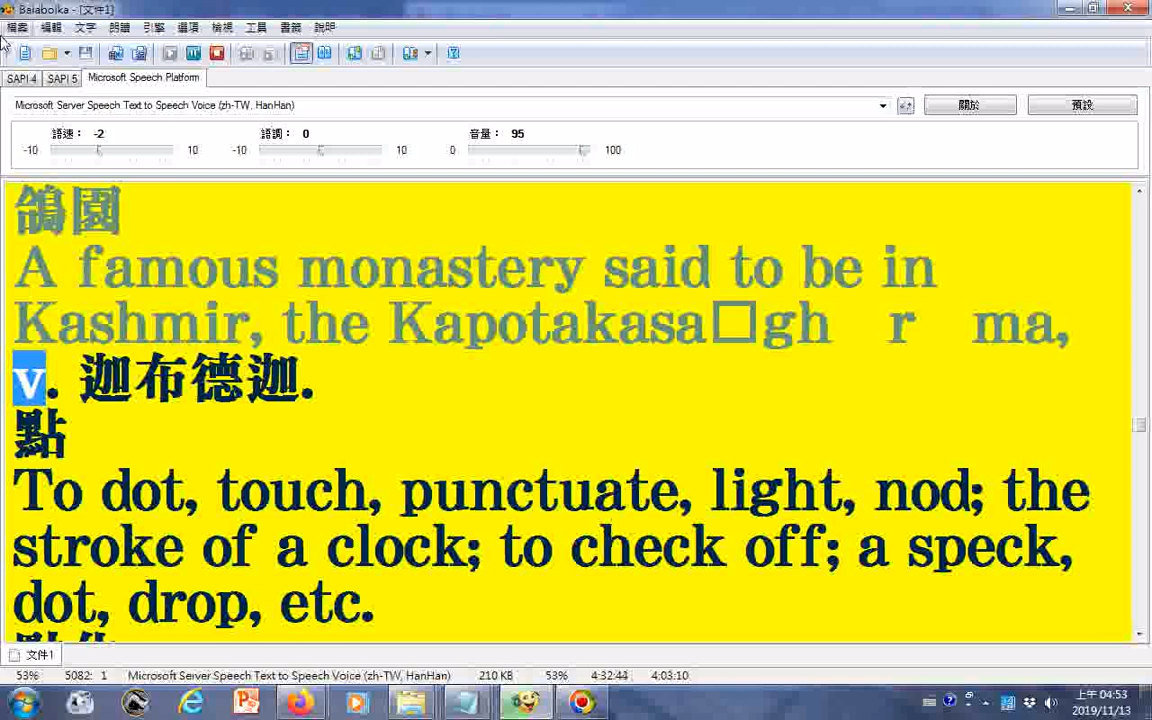 Balabolka - [文件1]
檔案 編輯 文字 朗讀 引擎 選項 檢視 工具 書籤 說明
SAPI 4 SAPI 5 Microsoft Speech Platform
Microsoft Server Speech Text to Speech Voice (zh-TW, HanHan) 關於 預設
語速： -2 語調： 0 音量： 95
-10 10 -10 10 0 100
鴿園
A famous monastery said to be in
Kashmir, the Kapotakasa□gh r ma,
v. 迦布德迦.
點
To dot, touch, punctuate, light, nod; the
stroke of a clock; to check off; a speck,
dot, drop, etc.
文件1
53% 5082: 1 Microsoft Server Speech Text to Speech Voice (zh-TW, HanHan) 210 KB 53% 4:32:44 4:03:10
上午 04:53
2019/11/13